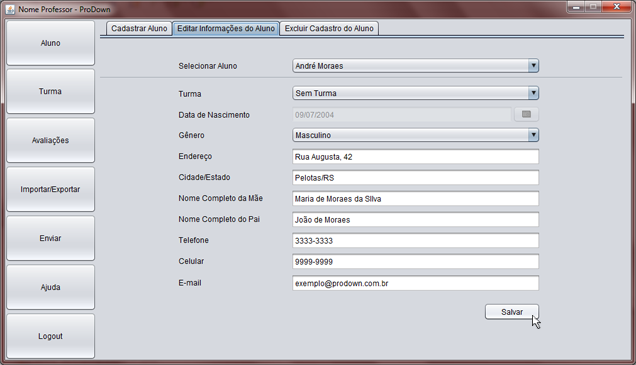 Nome Professor - ProDown
Aluno
Turma
Avaliações
Importar/Exportar
Enviar
Ajuda
Logout
Cadastrar Aluno Editar Informações do Aluno Excluir Cadastro do Aluno
Selecionar Aluno André Moraes
Turma Sem Turma
Data de Nascimento 09/07/2004
Gênero Masculino
Endereço Rua Augusta, 42
Cidade/Estado Pelotas/RS
Nome Completo da Mãe Maria de Moraes da SIlva
Nome Completo do Pai João de Moraes
Telefone 3333-3333
Celular 9999-9999
E-mail exemplo@prodown.com.br
Salvar